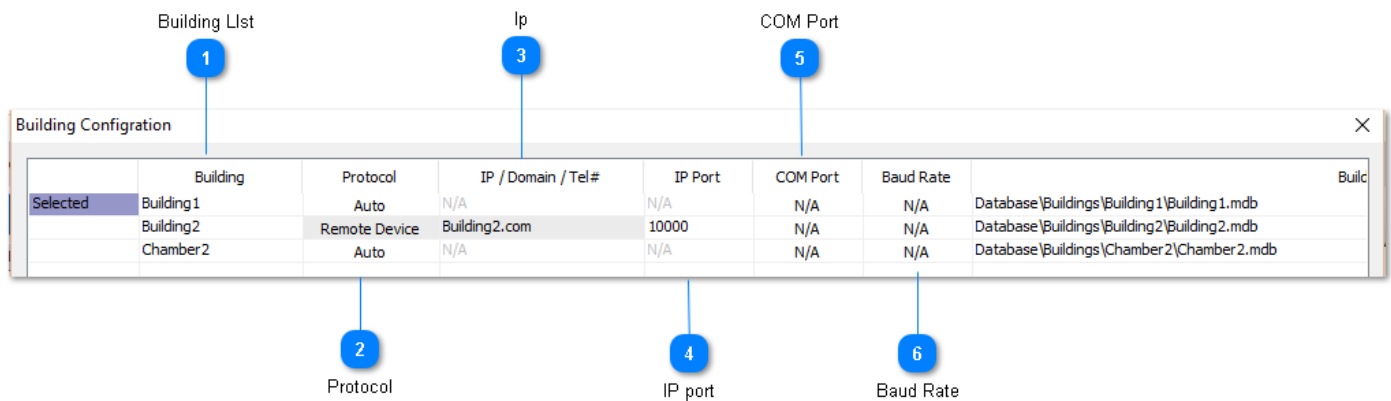 Building LIst Ip COM Port
1 3 5
Building Configration
Building Protocol IP / Domain / Tel# IP Port COM Port Baud Rate Build
Selected Building1 Auto N/A N/A N/A N/A Database\Buildings\Building1\Building1.mdb
Building2 Remote Device Building2.com 10000 N/A N/A Database\Buildings\Building2\Building2.mdb
Chamber2 Auto N/A N/A N/A N/A Database\Buildings\Chamber2\Chamber2.mdb
2 4 6
Protocol IP port Baud Rate